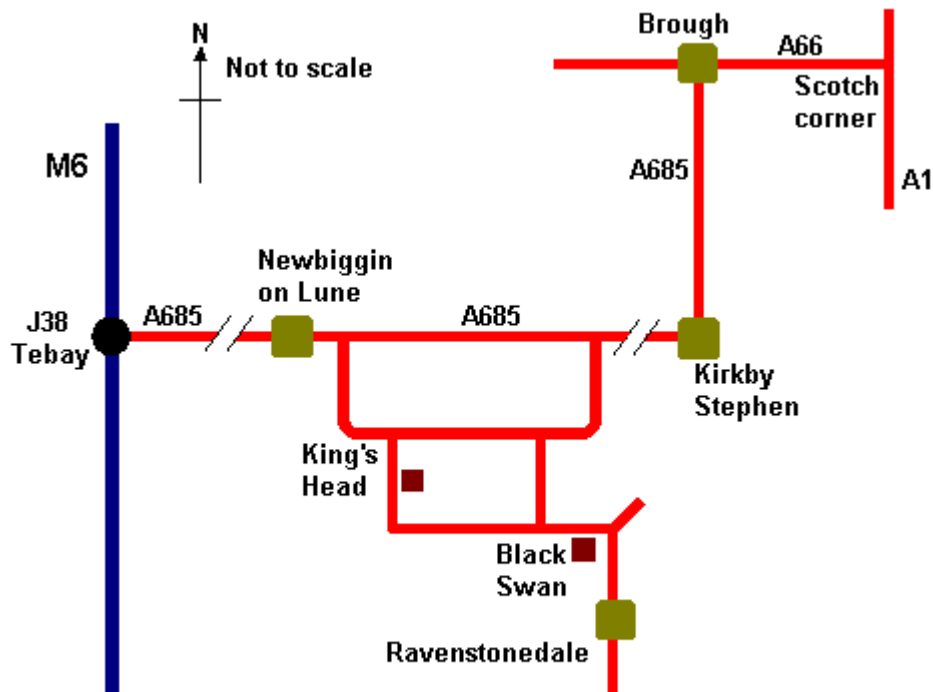 Brough
N
A66
Not to scale
Scotch
corner
M6
A685
A1
Newbiggin
on Lune
J38
Tebay
A685
A685
Kirkby
Stephen
King's
Head
Black
Swan
Ravenstonedale